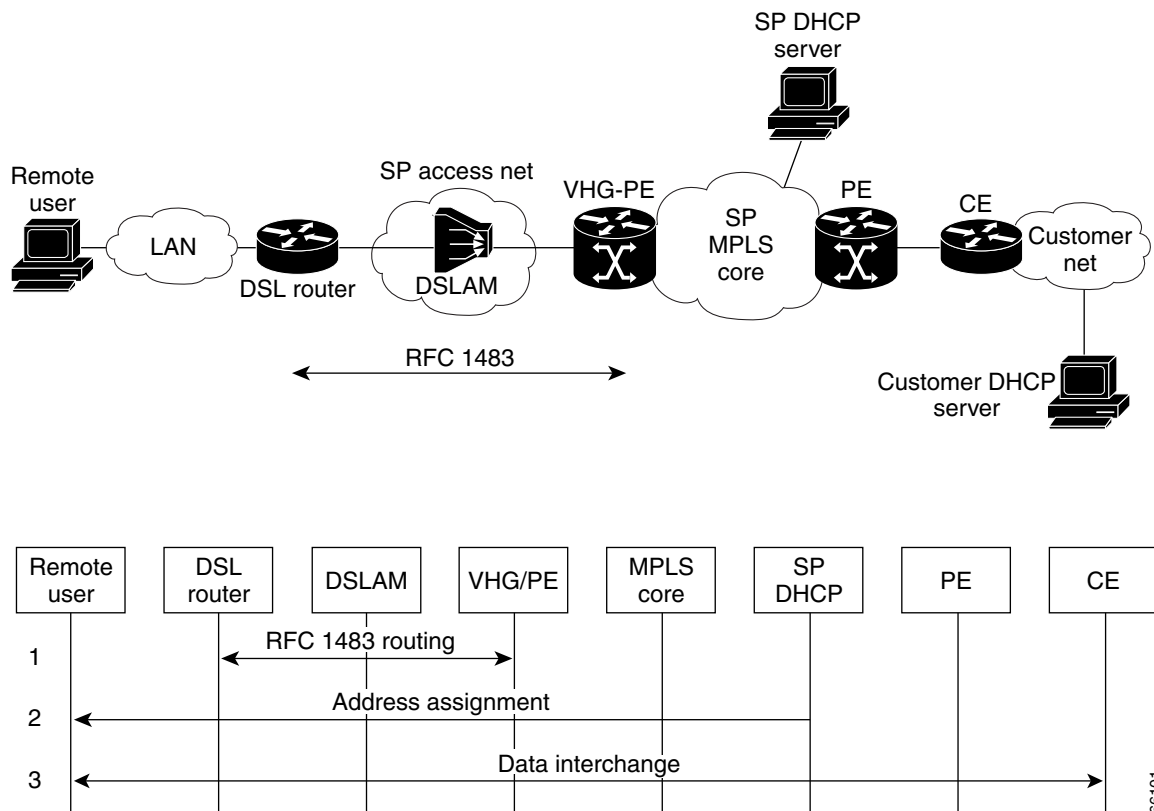 SP DHCP
server
Remote
user
SP access net
VHG-PE
PE
CE
LAN
SP
MPLS
core
Customer
net
DSL router
DSLAM
RFC 1483
Customer DHCP
server
Remote
user
DSL
router
DSLAM
VHG/PE
MPLS
core
SP
DHCP
PE
CE
1
RFC 1483 routing
2
Address assignment
3
Data interchange